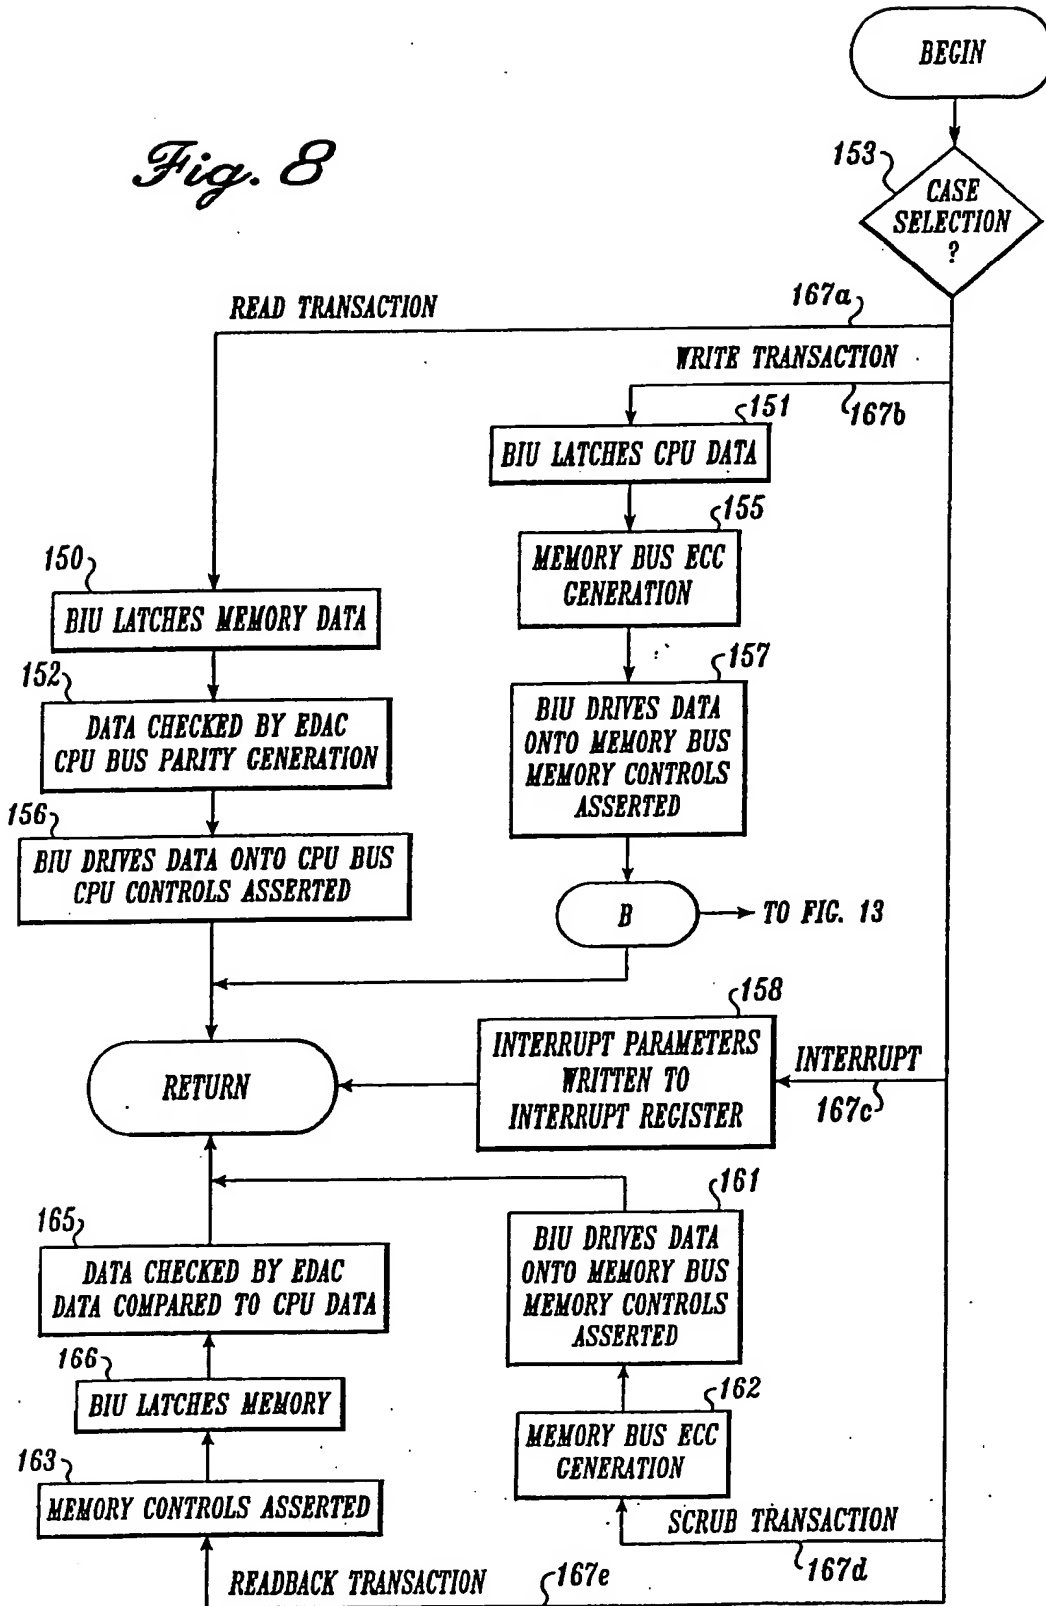 BEGIN
Fig. 8
153
CASE
SELECTION
?
READ TRANSACTION
167a
WRITE TRANSACTION
167b
151
BIU LATCHES CPU DATA
155
MEMORY BUS ECC
GENERATION
150
BIU LATCHES MEMORY DATA
152
DATA CHECKED BY EDAC
CPU BUS PARITY GENERATION
157
BIU DRIVES DATA
ONTO MEMORY BUS
MEMORY CONTROLS
ASSERTED
156
BIU DRIVES DATA ONTO CPU BUS
CPU CONTROLS ASSERTED
B
TO FIG. 13
158
INTERRUPT PARAMETERS
WRITTEN TO
INTERRUPT REGISTER
INTERRUPT
167c
RETURN
161
BIU DRIVES DATA
ONTO MEMORY BUS
MEMORY CONTROLS
ASSERTED
165
DATA CHECKED BY EDAC
DATA COMPARED TO CPU DATA
166
BIU LATCHES MEMORY
162
MEMORY BUS ECC
GENERATION
163
MEMORY CONTROLS ASSERTED
SCRUB TRANSACTION
167d
READBACK TRANSACTION
167e